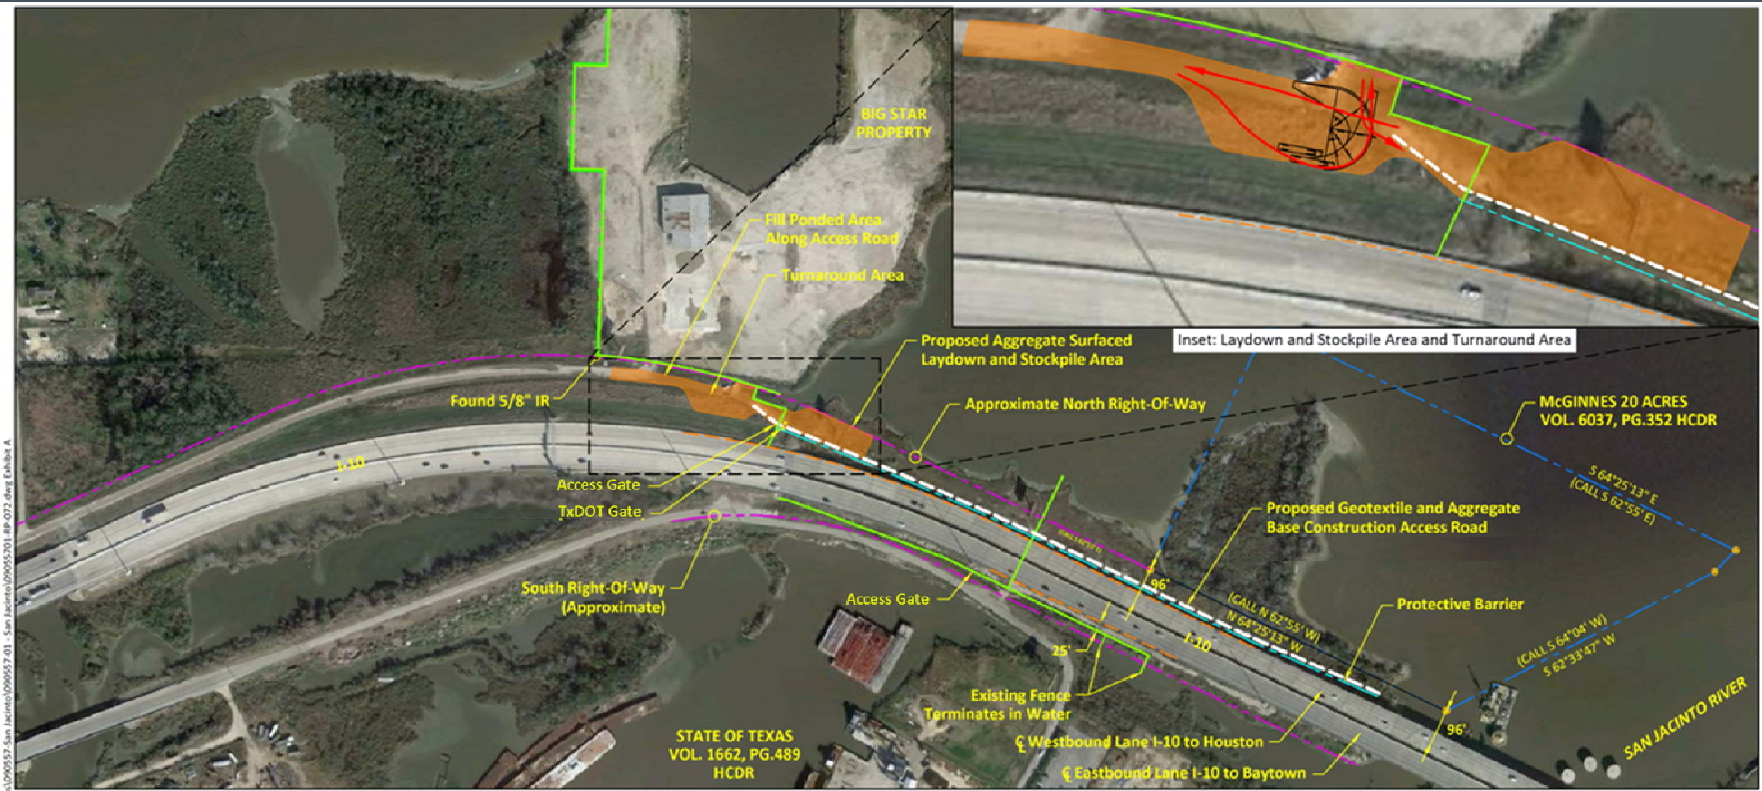 BIG STAR
PROPERTY
Fill Ponded Area
Along Access Road
Turnaround Area
Proposed Aggregate Surfaced
Laydown and Stockpile Area
Inset: Laydown and Stockpile Area and Turnaround Area
Found 5/8" IR
Approximate North Right-Of-Way
McGINNES 20 ACRES
VOL. 6037, PG.352 HCDR
I-10
Access Gate
TxDOT Gate
S 64°25'13" E
(CALL S 62°55' E)
Proposed Geotextile and Aggregate
Base Construction Access Road
South Right-Of-Way
(Approximate)
Access Gate
96'
(CALL N 62°55' W)
N 64°25'13" W
Protective Barrier
I-10
25'
(CALL S 64°04' W)
S 62°33'47" W
Existing Fence
Terminates in Water
STATE OF TEXAS
VOL. 1662, PG.489
HCDR
℄ Westbound Lane I-10 to Houston
℄ Eastbound Lane I-10 to Baytown
96'
SAN JACINTO RIVER